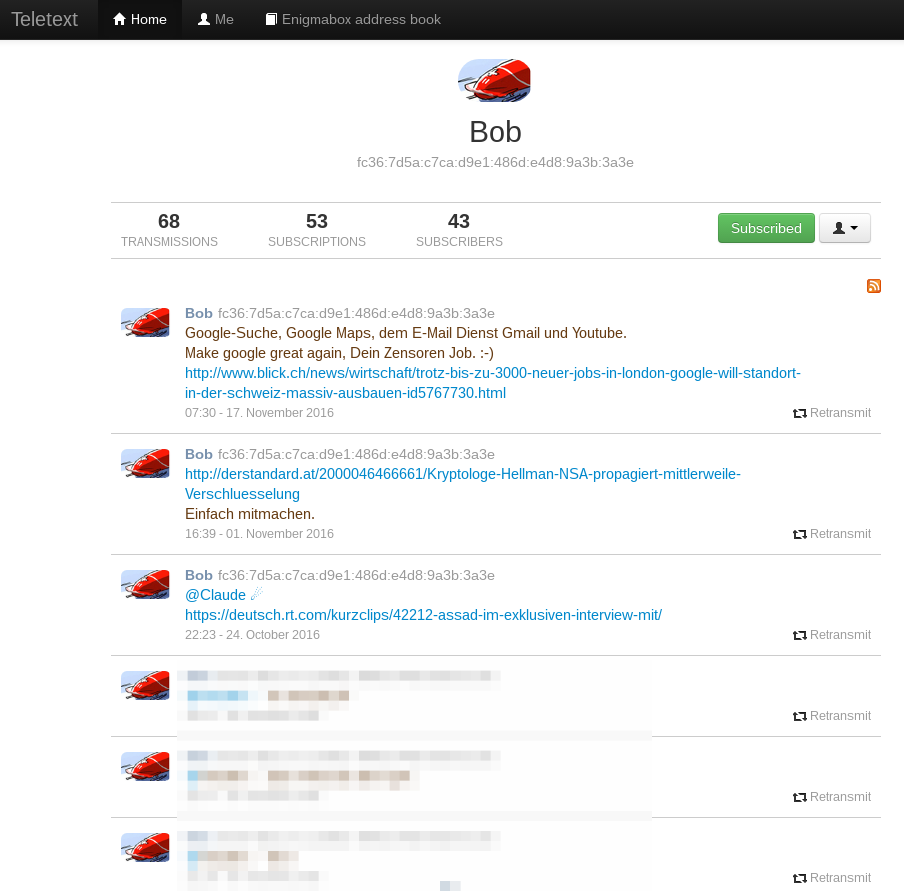 Teletext Home Me Enigmabox address book
Bob
fc36:7d5a:c7ca:d9e1:486d:e4d8:9a3b:3a3e
68 53 43
TRANSMISSIONS SUBSCRIPTIONS SUBSCRIBERS
Subscribed
Bob fc36:7d5a:c7ca:d9e1:486d:e4d8:9a3b:3a3e
Google-Suche, Google Maps, dem E-Mail Dienst Gmail und Youtube.
Make google great again, Dein Zensoren Job. :-)
http://www.blick.ch/news/wirtschaft/trotz-bis-zu-3000-neuer-jobs-in-london-google-will-standort-
in-der-schweiz-massiv-ausbauen-id5767730.html
07:30 - 17. November 2016 Retransmit
Bob fc36:7d5a:c7ca:d9e1:486d:e4d8:9a3b:3a3e
http://derstandard.at/2000046466661/Kryptologe-Hellman-NSA-propagiert-mittlerweile-
Verschluesselung
Einfach mitmachen.
16:39 - 01. November 2016 Retransmit
Bob fc36:7d5a:c7ca:d9e1:486d:e4d8:9a3b:3a3e
@Claude ☄
https://deutsch.rt.com/kurzclips/42212-assad-im-exklusiven-interview-mit/
22:23 - 24. October 2016 Retransmit
Retransmit
Retransmit
Retransmit